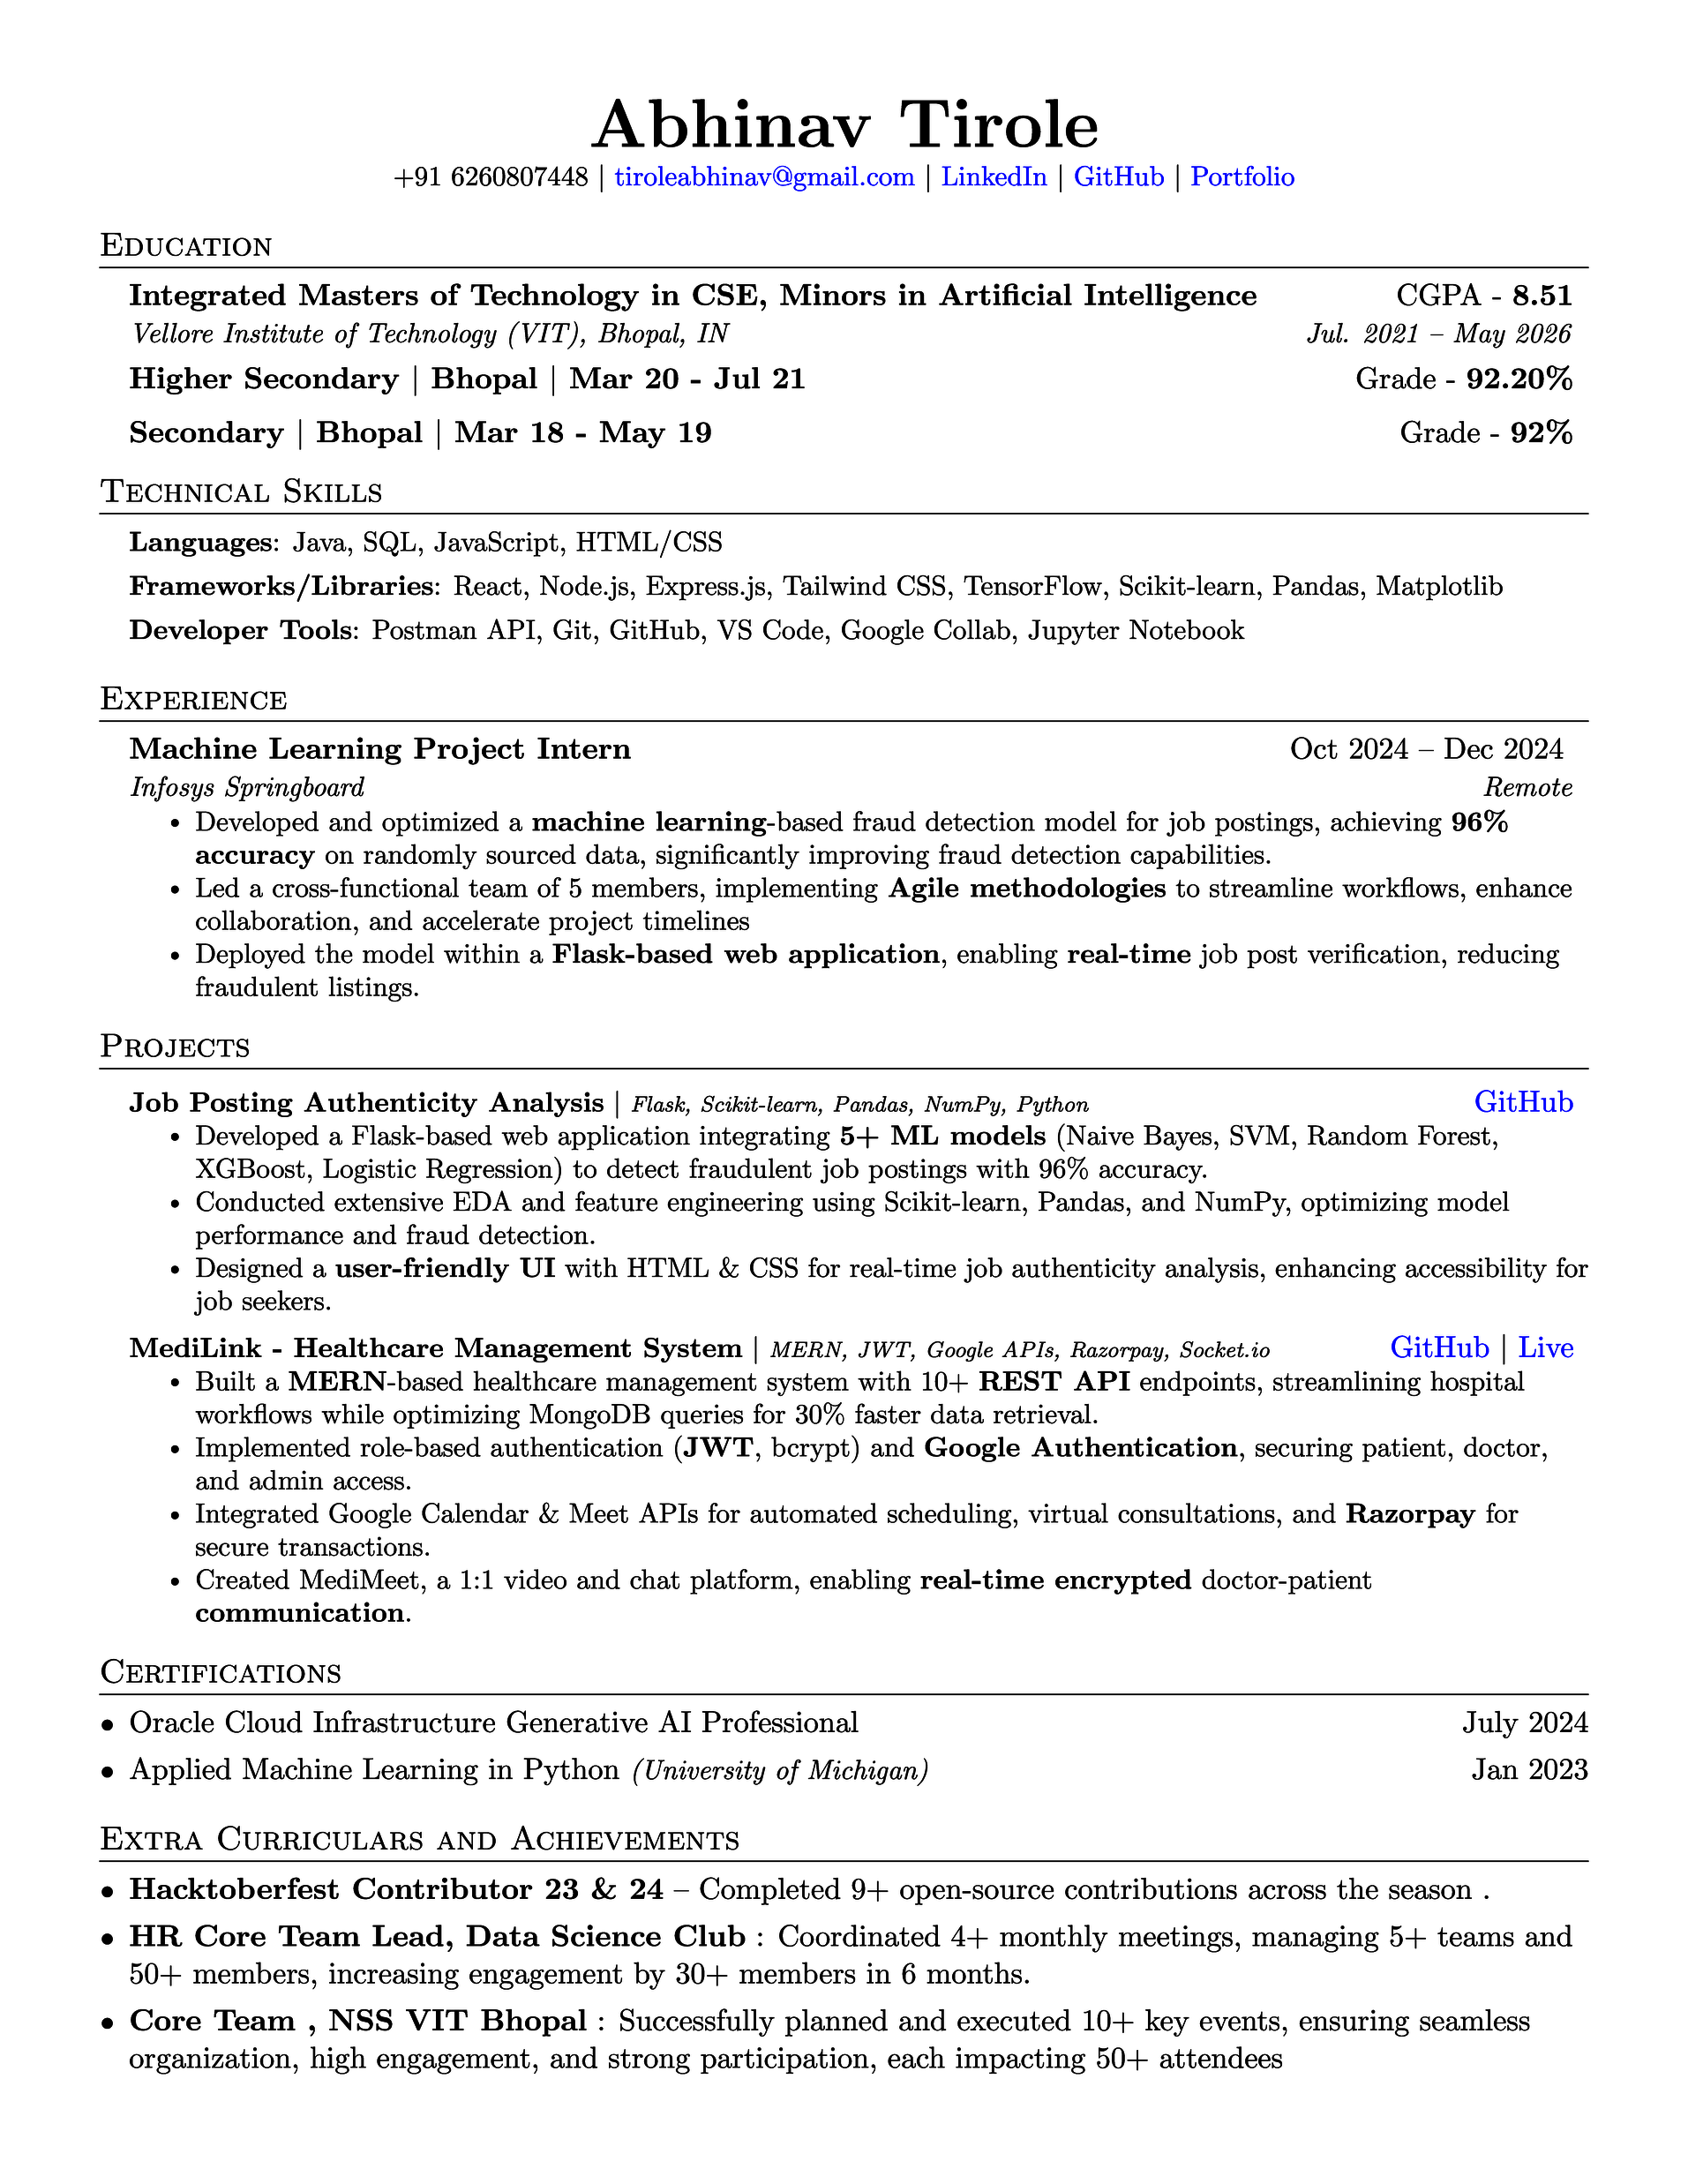 Abhinav Tirole
+91 6260807448 | tiroleabhinav@gmail.com | LinkedIn | GitHub | Portfolio
Education
Integrated Masters of Technology in CSE, Minors in Artificial Intelligence CGPA - 8.51
Vellore Institute of Technology (VIT), Bhopal, IN Jul. 2021 – May 2026
Higher Secondary | Bhopal | Mar 20 - Jul 21 Grade - 92.20%
Secondary | Bhopal | Mar 18 - May 19 Grade - 92%
Technical Skills
Languages: Java, SQL, JavaScript, HTML/CSS
Frameworks/Libraries: React, Node.js, Express.js, Tailwind CSS, TensorFlow, Scikit-learn, Pandas, Matplotlib
Developer Tools: Postman API, Git, GitHub, VS Code, Google Collab, Jupyter Notebook
Experience
Machine Learning Project Intern Oct 2024 – Dec 2024
Infosys Springboard Remote
• Developed and optimized a machine learning-based fraud detection model for job postings, achieving 96%
accuracy on randomly sourced data, significantly improving fraud detection capabilities.
• Led a cross-functional team of 5 members, implementing Agile methodologies to streamline workflows, enhance
collaboration, and accelerate project timelines
• Deployed the model within a Flask-based web application, enabling real-time job post verification, reducing
fraudulent listings.
Projects
Job Posting Authenticity Analysis | Flask, Scikit-learn, Pandas, NumPy, Python GitHub
• Developed a Flask-based web application integrating 5+ ML models (Naive Bayes, SVM, Random Forest,
XGBoost, Logistic Regression) to detect fraudulent job postings with 96% accuracy.
• Conducted extensive EDA and feature engineering using Scikit-learn, Pandas, and NumPy, optimizing model
performance and fraud detection.
• Designed a user-friendly UI with HTML & CSS for real-time job authenticity analysis, enhancing accessibility for
job seekers.
MediLink - Healthcare Management System | MERN, JWT, Google APIs, Razorpay, Socket.io GitHub | Live
• Built a MERN-based healthcare management system with 10+ REST API endpoints, streamlining hospital
workflows while optimizing MongoDB queries for 30% faster data retrieval.
• Implemented role-based authentication (JWT, bcrypt) and Google Authentication, securing patient, doctor,
and admin access.
• Integrated Google Calendar & Meet APIs for automated scheduling, virtual consultations, and Razorpay for
secure transactions.
• Created MediMeet, a 1:1 video and chat platform, enabling real-time encrypted doctor-patient
communication.
Certifications
• Oracle Cloud Infrastructure Generative AI Professional July 2024
• Applied Machine Learning in Python (University of Michigan) Jan 2023
Extra Curriculars and Achievements
• Hacktoberfest Contributor 23 & 24 – Completed 9+ open-source contributions across the season .
• HR Core Team Lead, Data Science Club : Coordinated 4+ monthly meetings, managing 5+ teams and
50+ members, increasing engagement by 30+ members in 6 months.
• Core Team , NSS VIT Bhopal : Successfully planned and executed 10+ key events, ensuring seamless
organization, high engagement, and strong participation, each impacting 50+ attendees